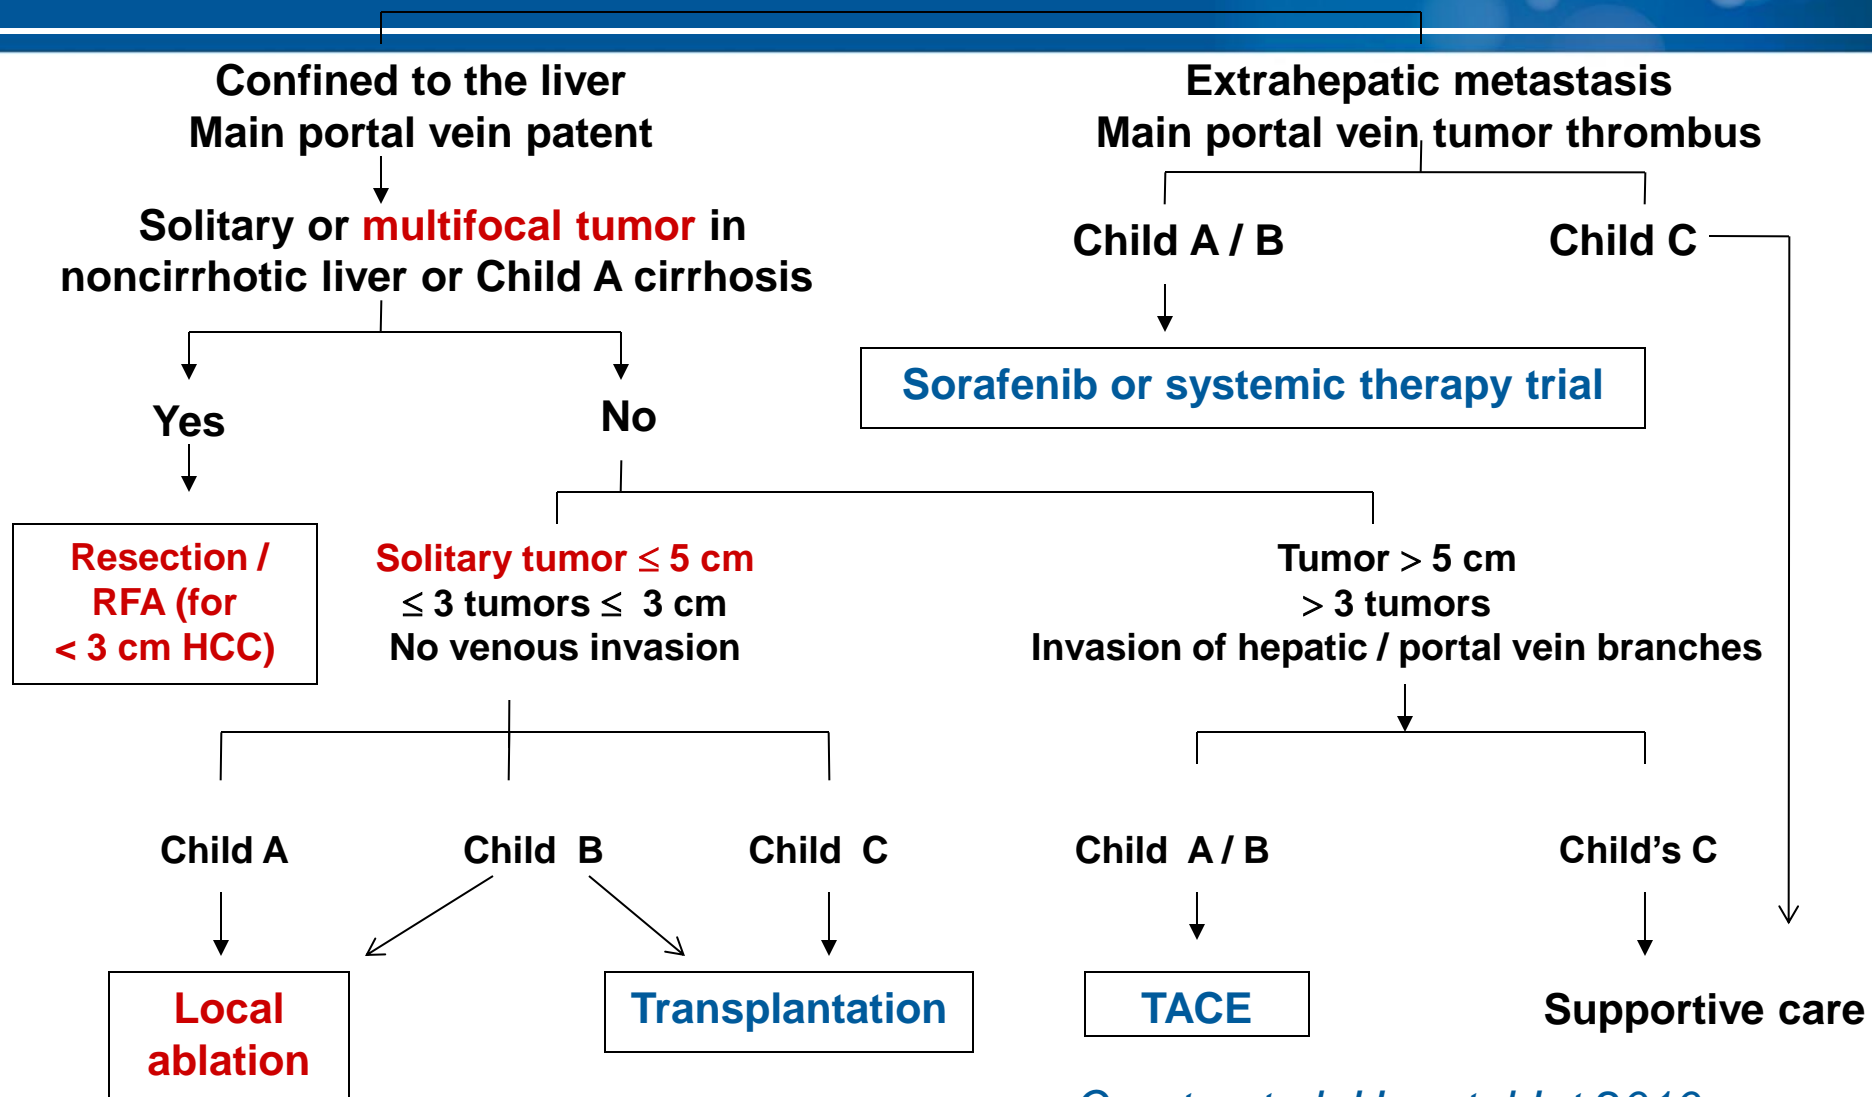 Confined to the liver
Main portal vein patent
Extrahepatic metastasis
Main portal vein tumor thrombus
Solitary or multifocal tumor in
noncirrhotic liver or Child A cirrhosis
Child A / B
Child C
Sorafenib or systemic therapy trial
Yes
No
Resection /
RFA (for
< 3 cm HCC)
Solitary tumor ≤ 5 cm
≤ 3 tumors ≤ 3 cm
No venous invasion
Tumor > 5 cm
> 3 tumors
Invasion of hepatic / portal vein branches
Child A
Child B
Child C
Child A / B
Child's C
Local
ablation
Transplantation
TACE
Supportive care